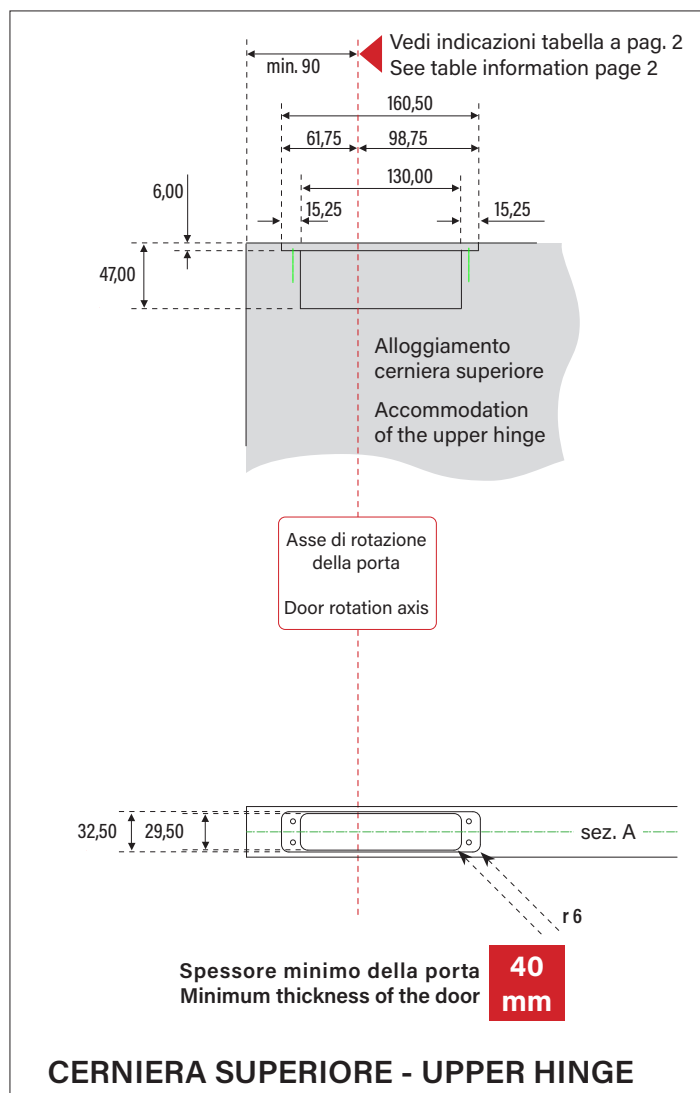 Vedi indicazioni tabella a pag. 2
See table information page 2
min. 90
160,50
61,75
98,75
130,00
6,00
15,25
15,25
47,00
Alloggiamento
cerniera superiore
Accommodation
of the upper hinge
Asse di rotazione
della porta
Door rotation axis
32,50
29,50
sez. A
r 6
Spessore minimo della porta
Minimum thickness of the door
40
mm
CERNIERA SUPERIORE - UPPER HINGE